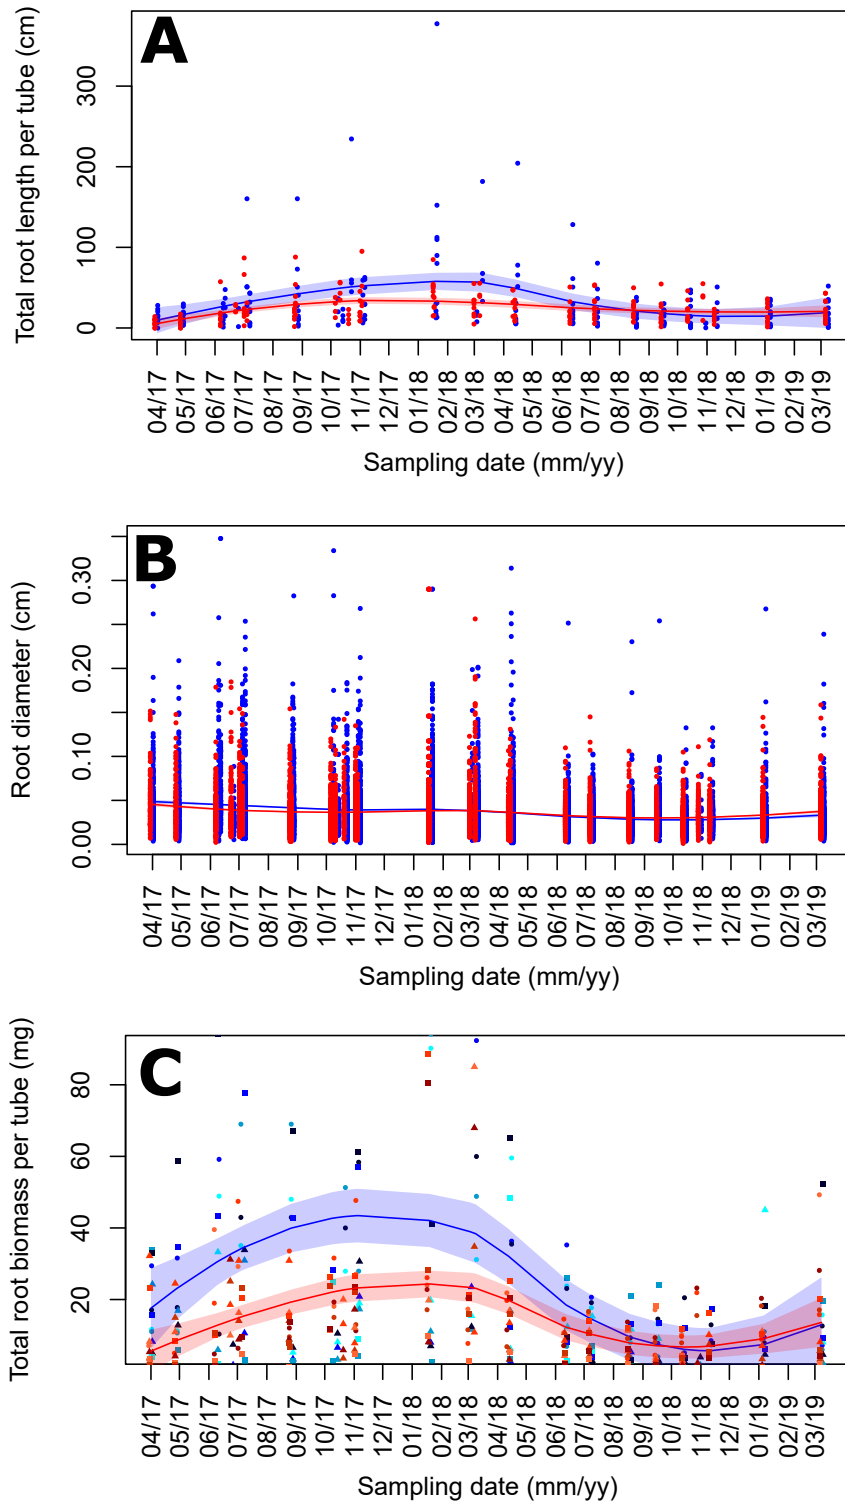 A
Total root length per tube (cm)
300
200
100
0
04/17 05/17 06/17 07/17 08/17 09/17 10/17 11/17 12/17 01/18 02/18 03/18 04/18 05/18 06/18 07/18 08/18 09/18 10/18 11/18 12/18 01/19 02/19 03/19
Sampling date (mm/yy)
B
Root diameter (cm)
0.30
0.20
0.10
0.00
04/17 05/17 06/17 07/17 08/17 09/17 10/17 11/17 12/17 01/18 02/18 03/18 04/18 05/18 06/18 07/18 08/18 09/18 10/18 11/18 12/18 01/19 02/19 03/19
Sampling date (mm/yy)
C
Total root biomass per tube (mg)
80
60
40
20
04/17 05/17 06/17 07/17 08/17 09/17 10/17 11/17 12/17 01/18 02/18 03/18 04/18 05/18 06/18 07/18 08/18 09/18 10/18 11/18 12/18 01/19 02/19 03/19
Sampling date (mm/yy)